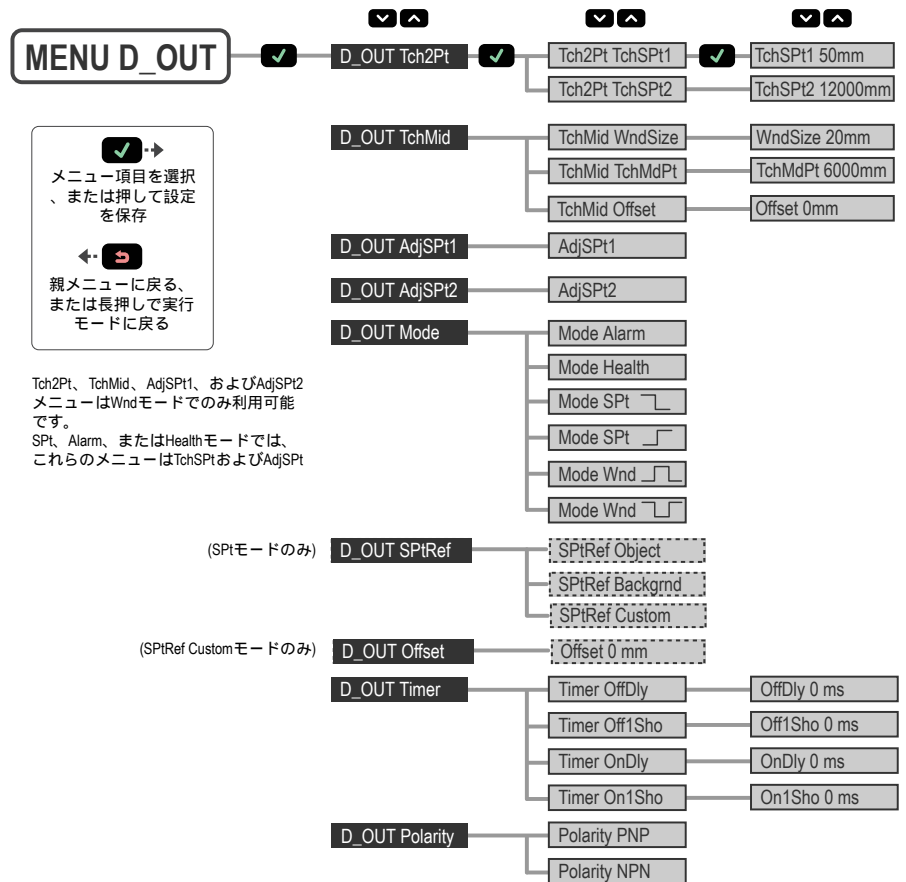 MENU D_OUT
D_OUT Tch2Pt
Tch2Pt TchSPt1
TchSPt1 50mm
Tch2Pt TchSPt2
TchSPt2 12000mm
メニュー項目を選択
、または押して設定
を保存
親メニューに戻る、
または長押しで実行
モードに戻る
D_OUT TchMid
TchMid WndSize
WndSize 20mm
TchMid TchMdPt
TchMdPt 6000mm
TchMid Offset
Offset 0mm
D_OUT AdjSPt1
AdjSPt1
D_OUT AdjSPt2
AdjSPt2
D_OUT Mode
Mode Alarm
Mode Health
Mode SPt
Mode SPt
Mode Wnd
Mode Wnd
Tch2Pt、TchMid、AdjSPt1、およびAdjSPt2
メニューはWndモードでのみ利用可能
です。
SPt、Alarm、またはHealthモードでは、
これらのメニューはTchSPtおよびAdjSPt
(SPtモードのみ)
D_OUT SPtRef
SPtRef Object
SPtRef Backgrnd
SPtRef Custom
(SPtRef Customモードのみ)
D_OUT Offset
Offset 0 mm
D_OUT Timer
Timer OffDly
OffDly 0 ms
Timer Off1Sho
Off1Sho 0 ms
Timer OnDly
OnDly 0 ms
Timer On1Sho
On1Sho 0 ms
D_OUT Polarity
Polarity PNP
Polarity NPN